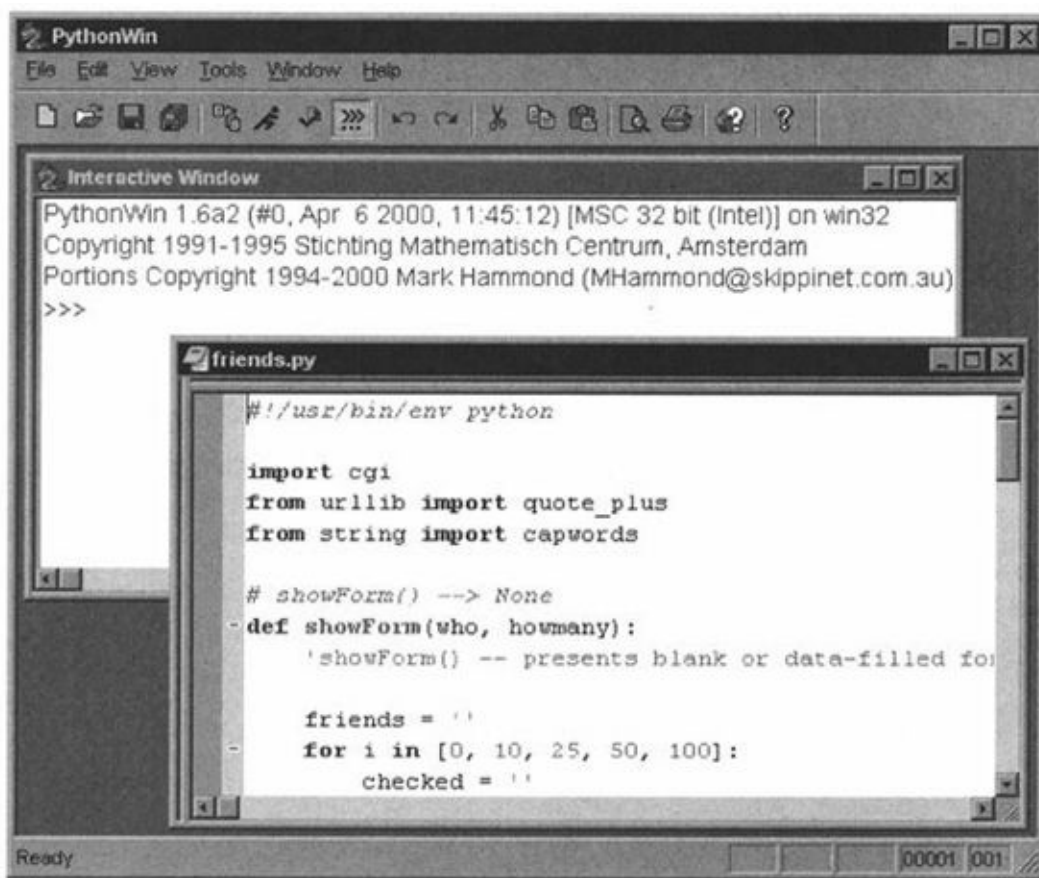 PythonWin
File Edit View Tools Window Help
Interactive Window
PythonWin 1.6a2 (#0, Apr 6 2000, 11:45:12) [MSC 32 bit (Intel)] on win32
Copyright 1991-1995 Stichting Mathematisch Centrum, Amsterdam
Portions Copyright 1994-2000 Mark Hammond (MHammond@skippinet.com.au)
>>>
friends.py
#!/usr/bin/env python
import cgi
from urllib import quote_plus
from string import capwords
# showForm() --> None
def showForm(who, howmany):
'showForm() -- presents blank or data-filled for
friends = ''
for i in [0, 10, 25, 50, 100]:
checked = ''
Ready
00001 001